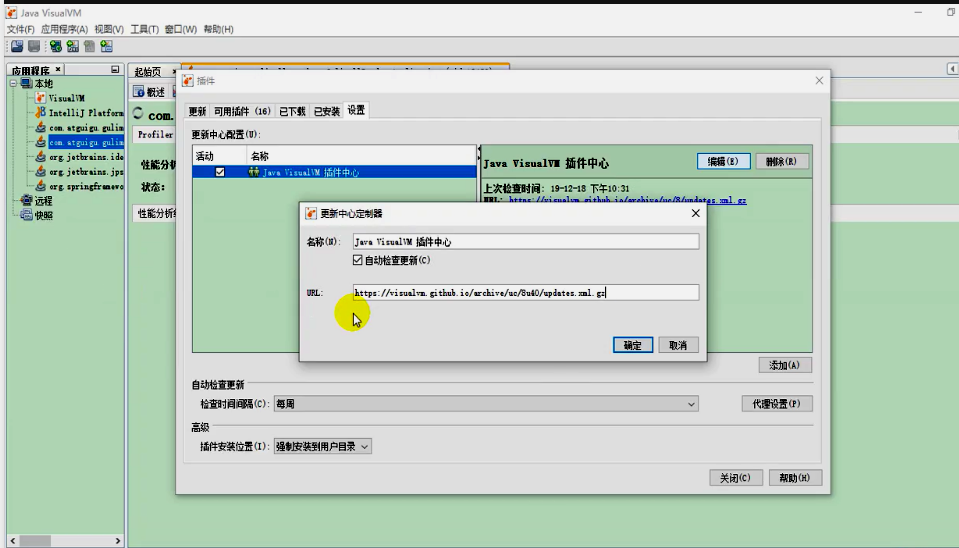 Java VisualVM
文件(F) 应用程序(A) 视图(V) 工具(T) 窗口(W) 帮助(H)
应用程序 ×
起始页
本地
VisualVM
IntelliJ Platform
com.atguigu.gulim
com.atguigu.gulim
org.jetbrains.ide
org.jetbrains.jps
org.springframewo
远程
快照
概述
com.
Profiler
性能分析
状态:
性能分析
插件
更新 可用插件 (16) 已下载 已安装 设置
更新中心配置(U):
活动 名称
Java VisualVM 插件中心
Java VisualVM 插件中心
编辑(E) 删除(R)
上次检查时间: 19-12-18 下午10:31
URL: https://visualvm.github.io/archive/uc/8/updates.xml.gz
更新中心定制器
名称(N): Java VisualVM 插件中心
自动检查更新(C)
URL: https://visualvm.github.io/archive/uc/8u40/updates.xml.gz
确定 取消
添加(A)
自动检查更新
检查时间间隔(C): 每周
代理设置(P)
高级
插件安装位置(I): 强制安装到用户目录
关闭(C) 帮助(H)